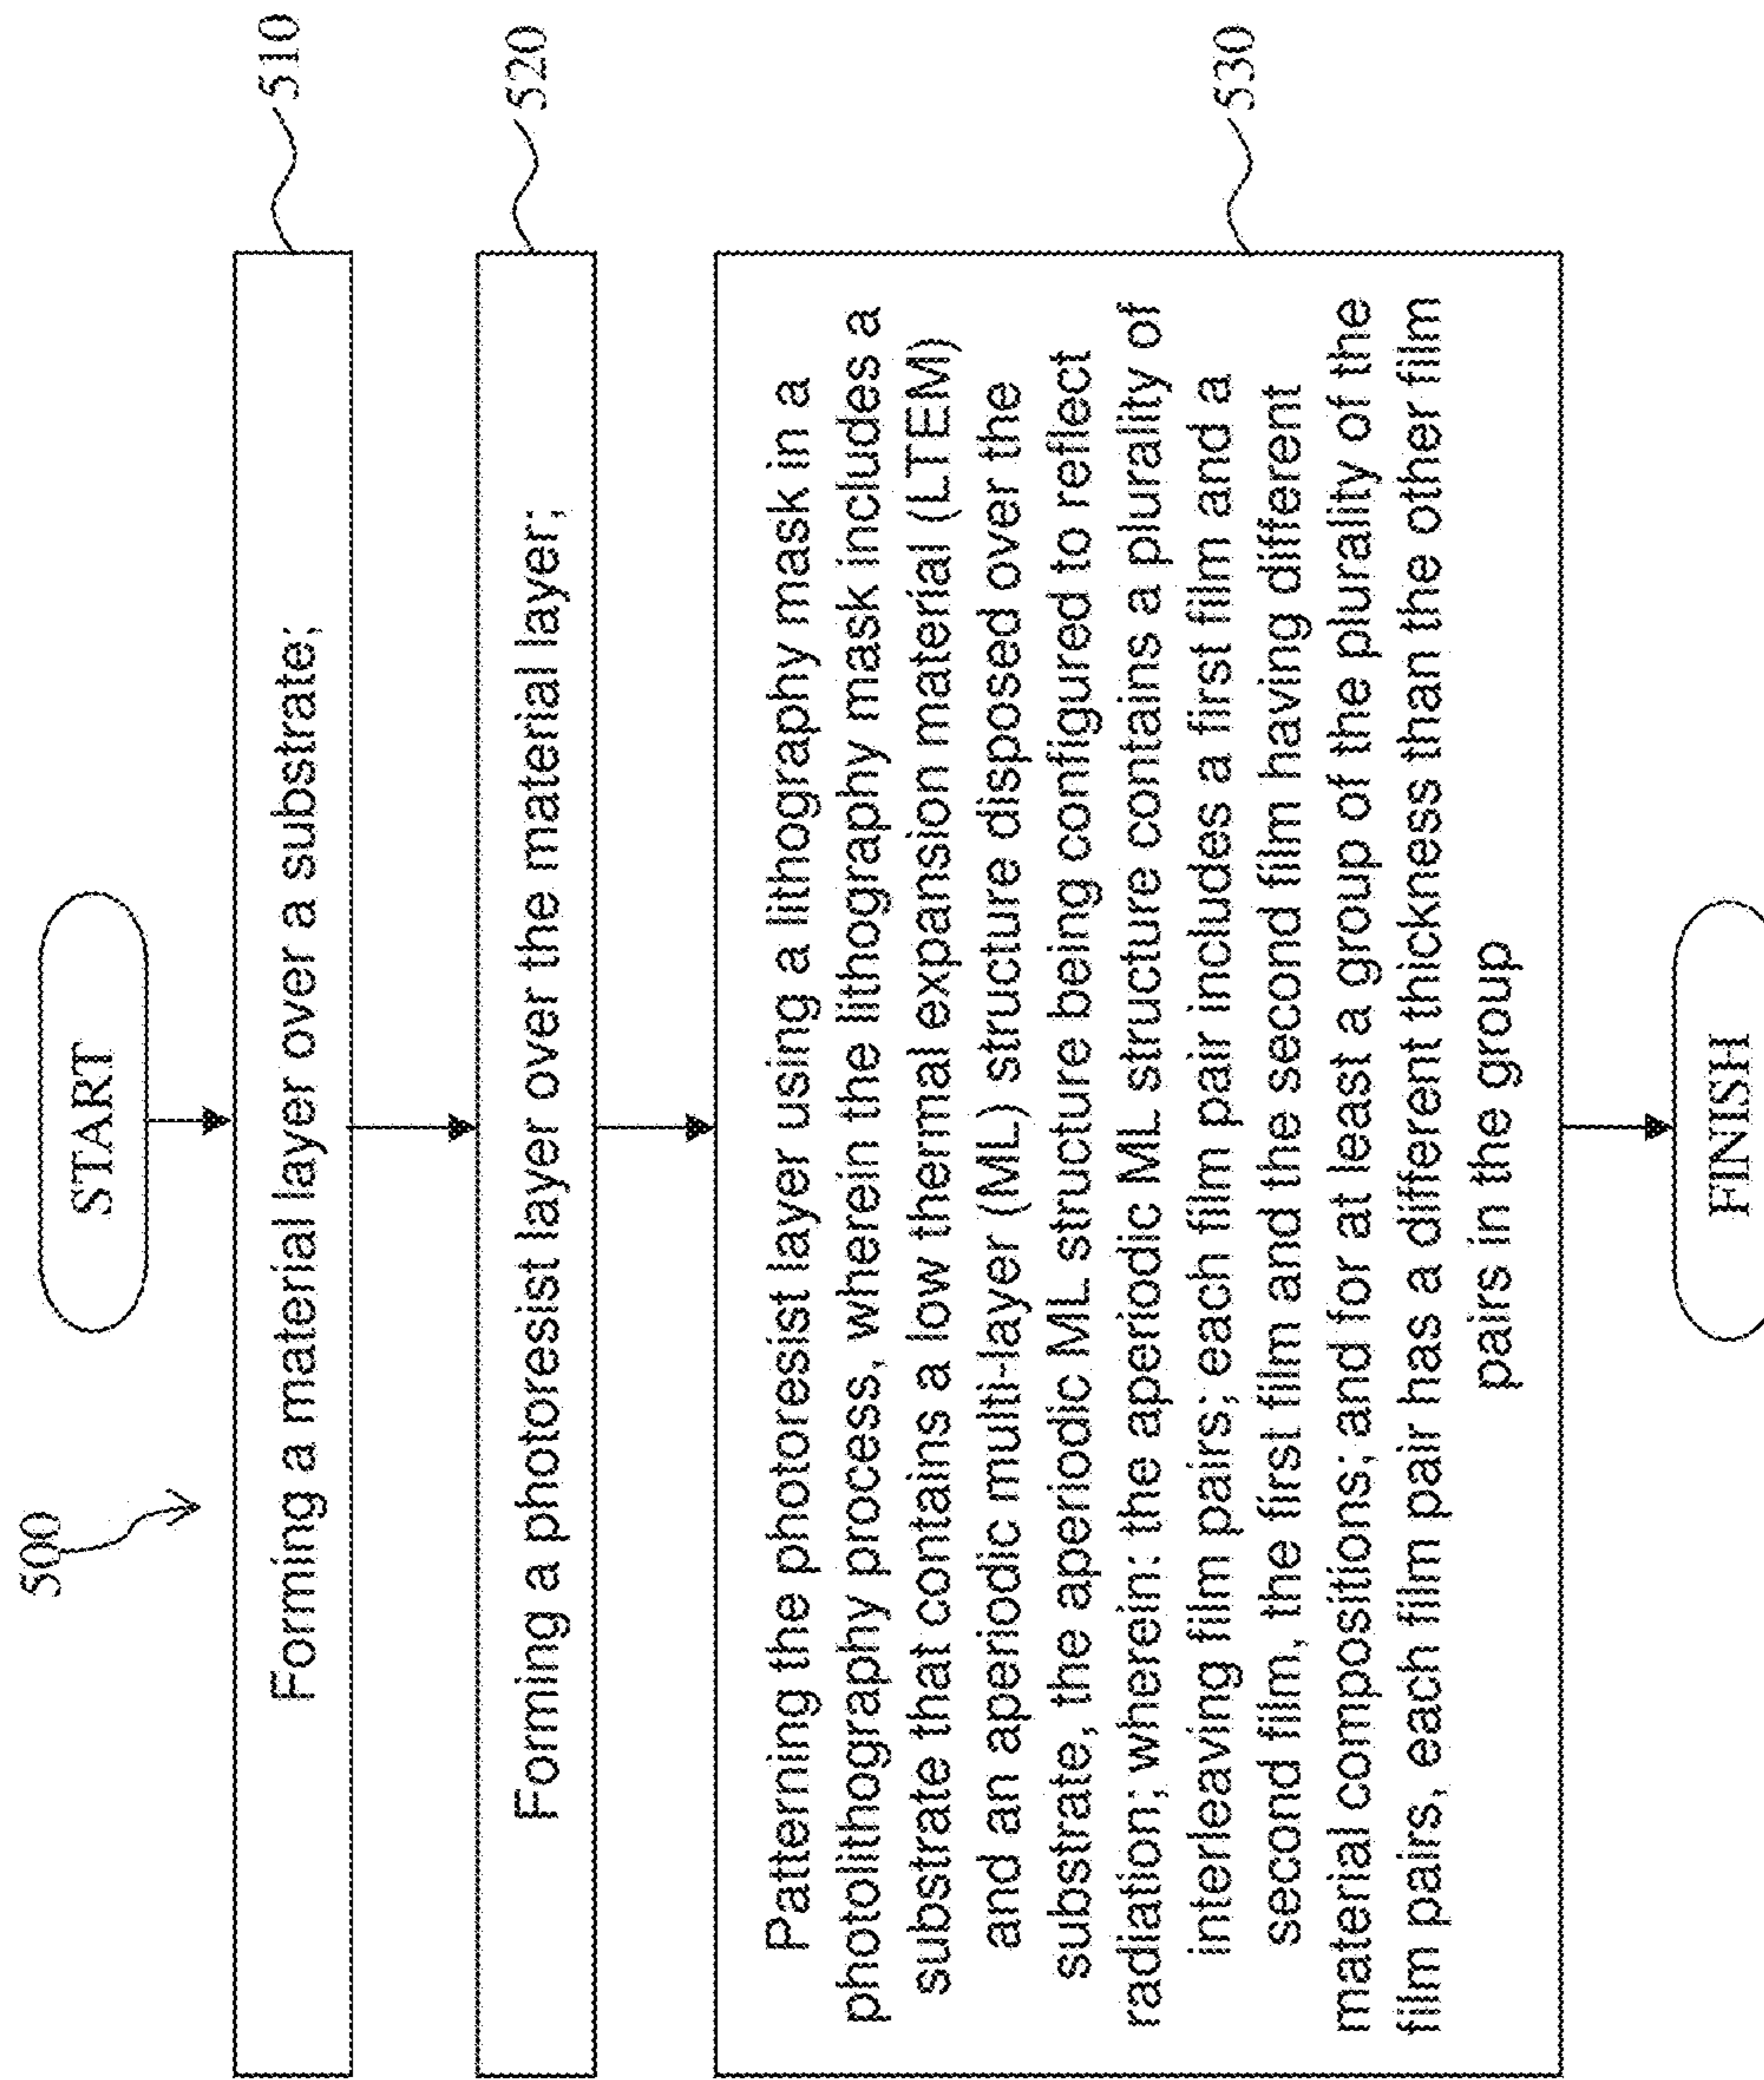 500
START
Forming a material layer over a substrate;
510
Forming a photoresist layer over the material layer;
520
Patterning the photoresist layer using a lithography mask in a
photolithography process, wherein the lithography mask includes a
substrate that contains a low thermal expansion material (LTEM)
and an aperiodic multi-layer (ML) structure disposed over the
substrate, the aperiodic ML structure being configured to reflect
radiation; wherein: the aperiodic ML structure contains a plurality of
interleaving film pairs; each film pair includes a first film and a
second film, the first film and the second film having different
material compositions; and for at least a group of the plurality of the
film pairs, each film pair has a different thickness than the other film
pairs in the group
530
FINISH